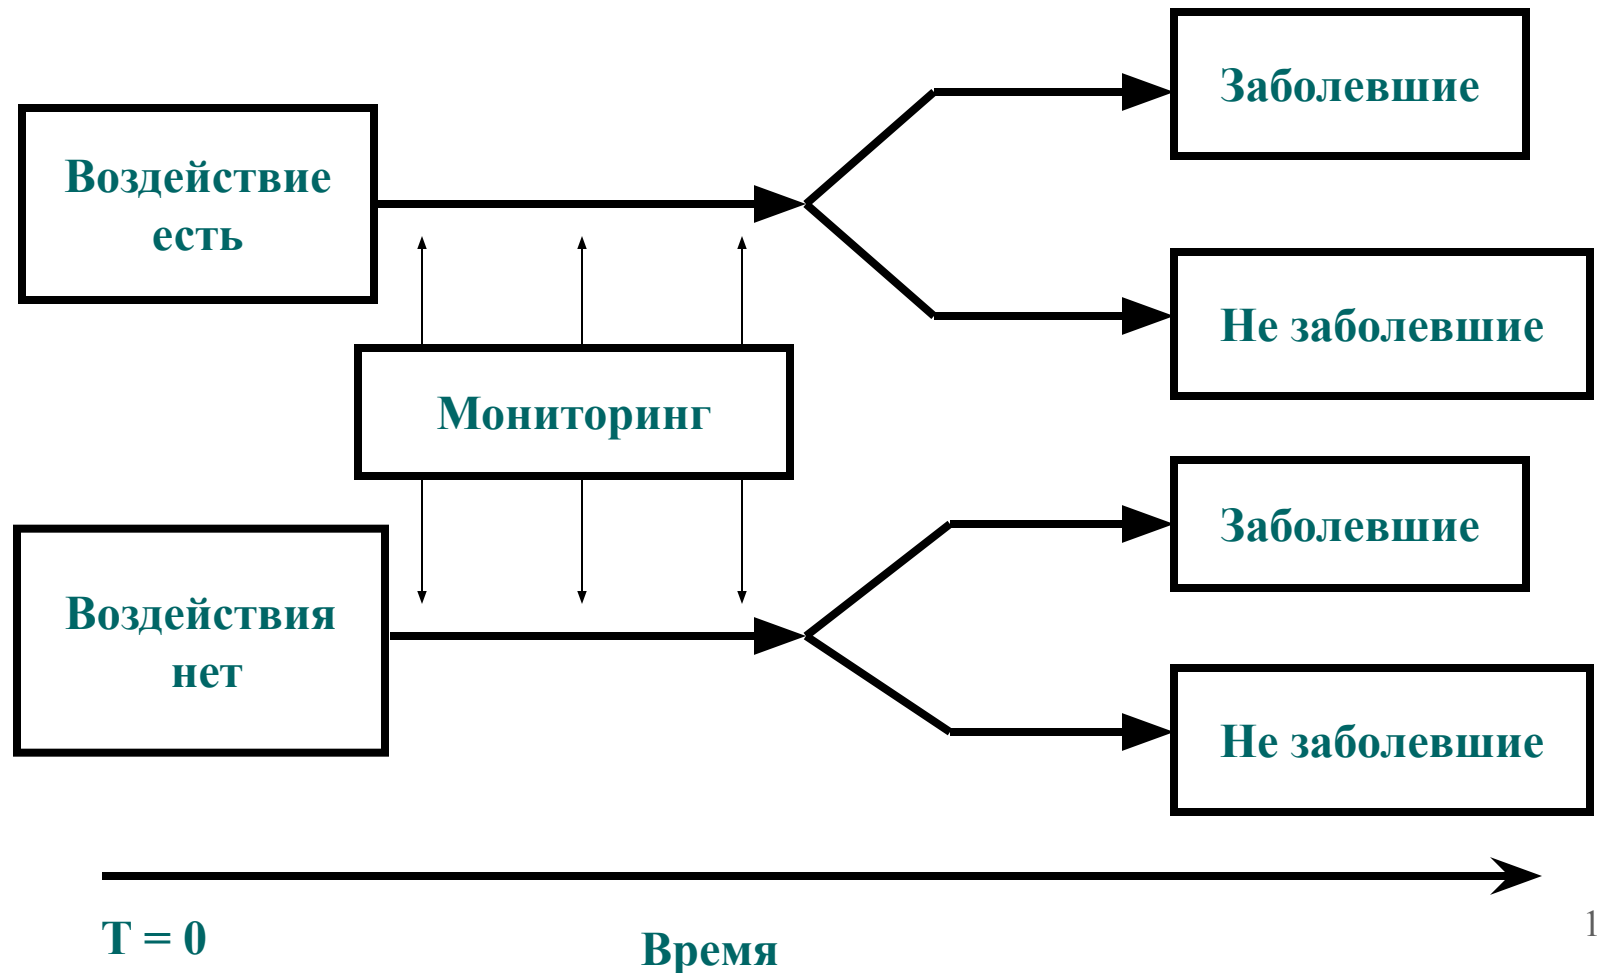 Заболевшие
Воздействие
есть
Не заболевшие
Мониторинг
Заболевшие
Воздействия
нет
Не заболевшие
T = 0
Время
1